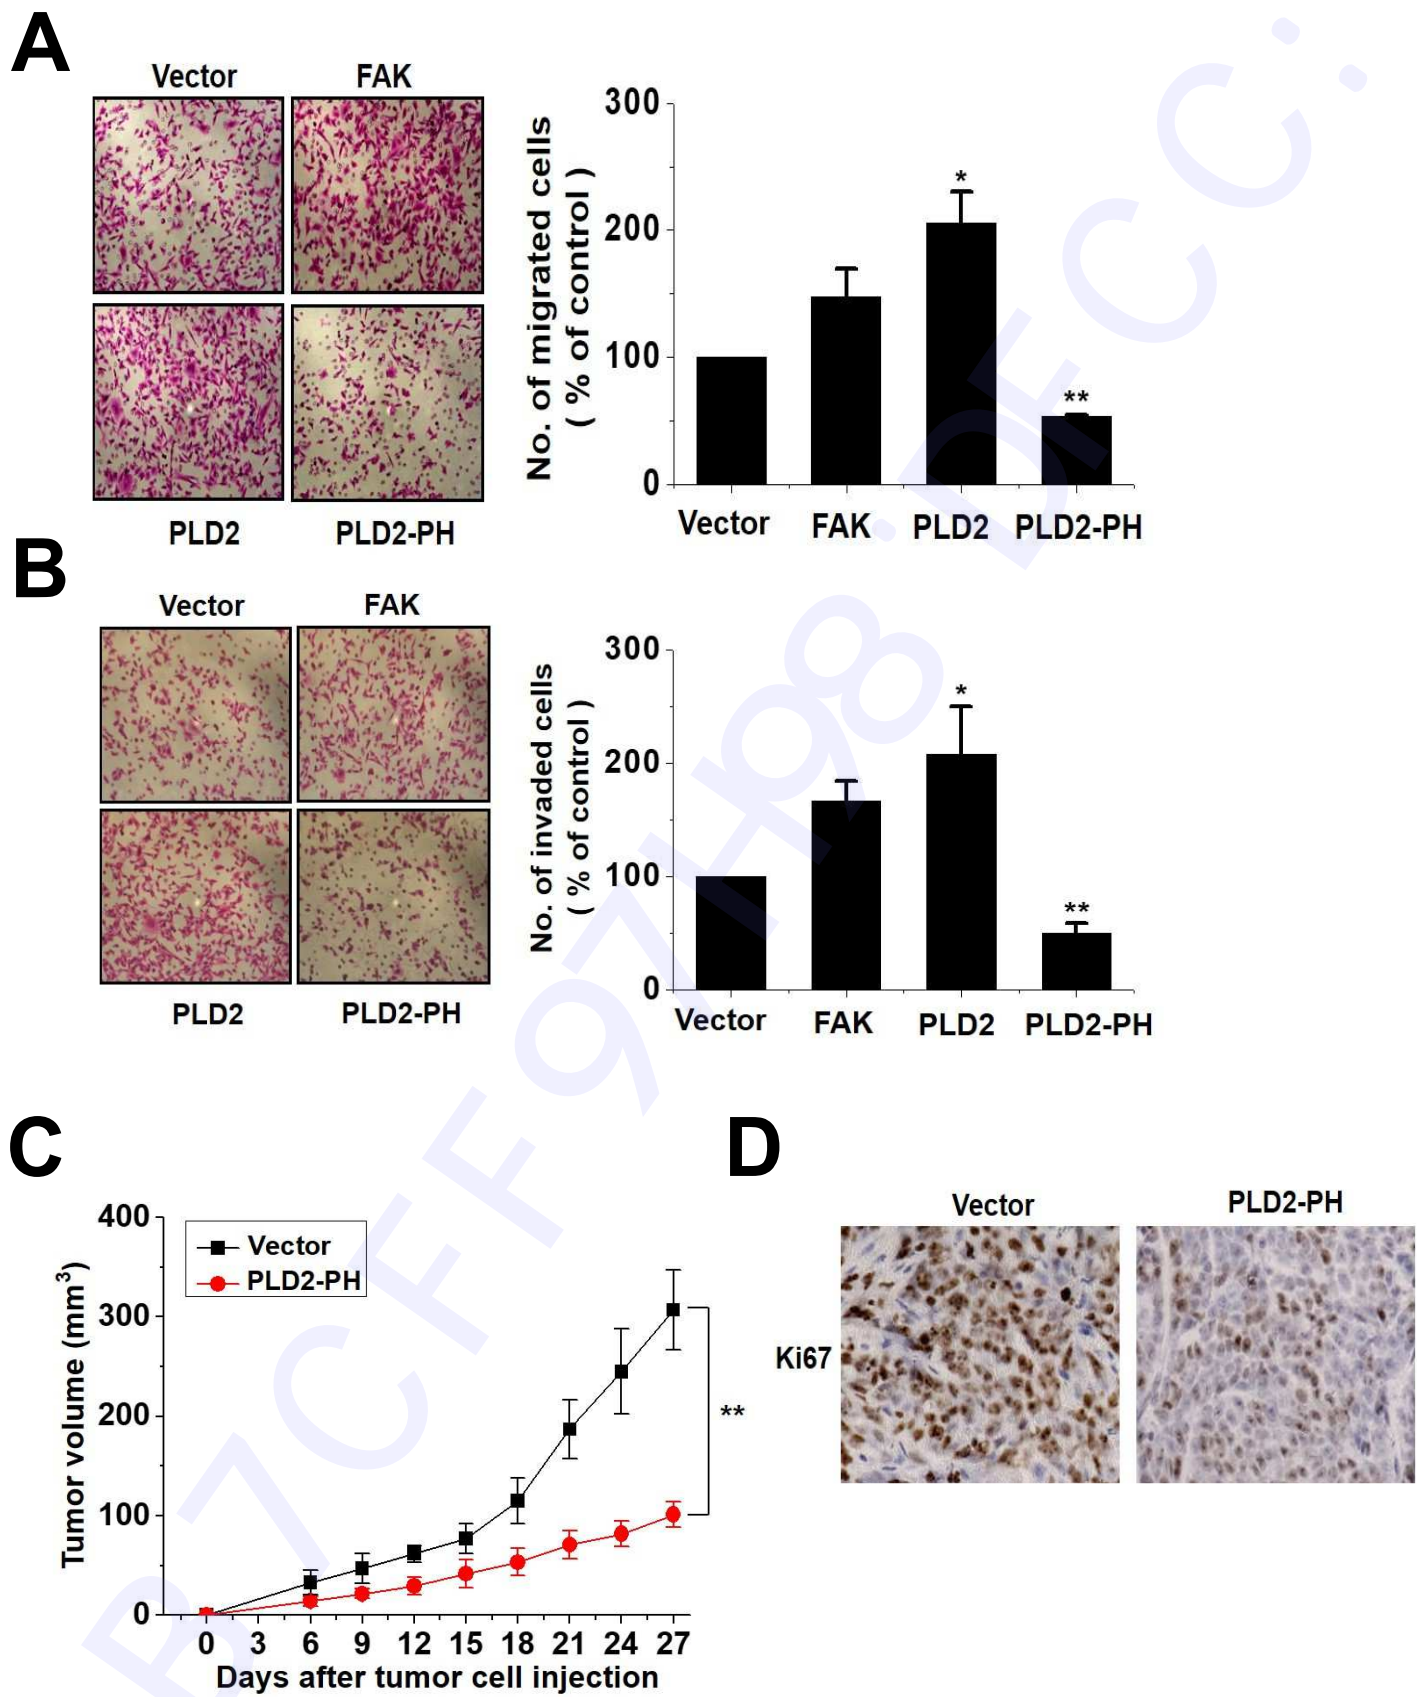 A
Vector FAK
PLD2 PLD2-PH
No. of migrated cells
( % of control )
300
200
100
0
*
**
Vector FAK PLD2 PLD2-PH
B
Vector FAK
PLD2 PLD2-PH
No. of invaded cells
( % of control )
300
200
100
0
*
**
Vector FAK PLD2 PLD2-PH
C
Tumor volume (mm³)
400
300
200
100
0
Vector
PLD2-PH
**
0 3 6 9 12 15 18 21 24 27
Days after tumor cell injection
D
Vector PLD2-PH
Ki67